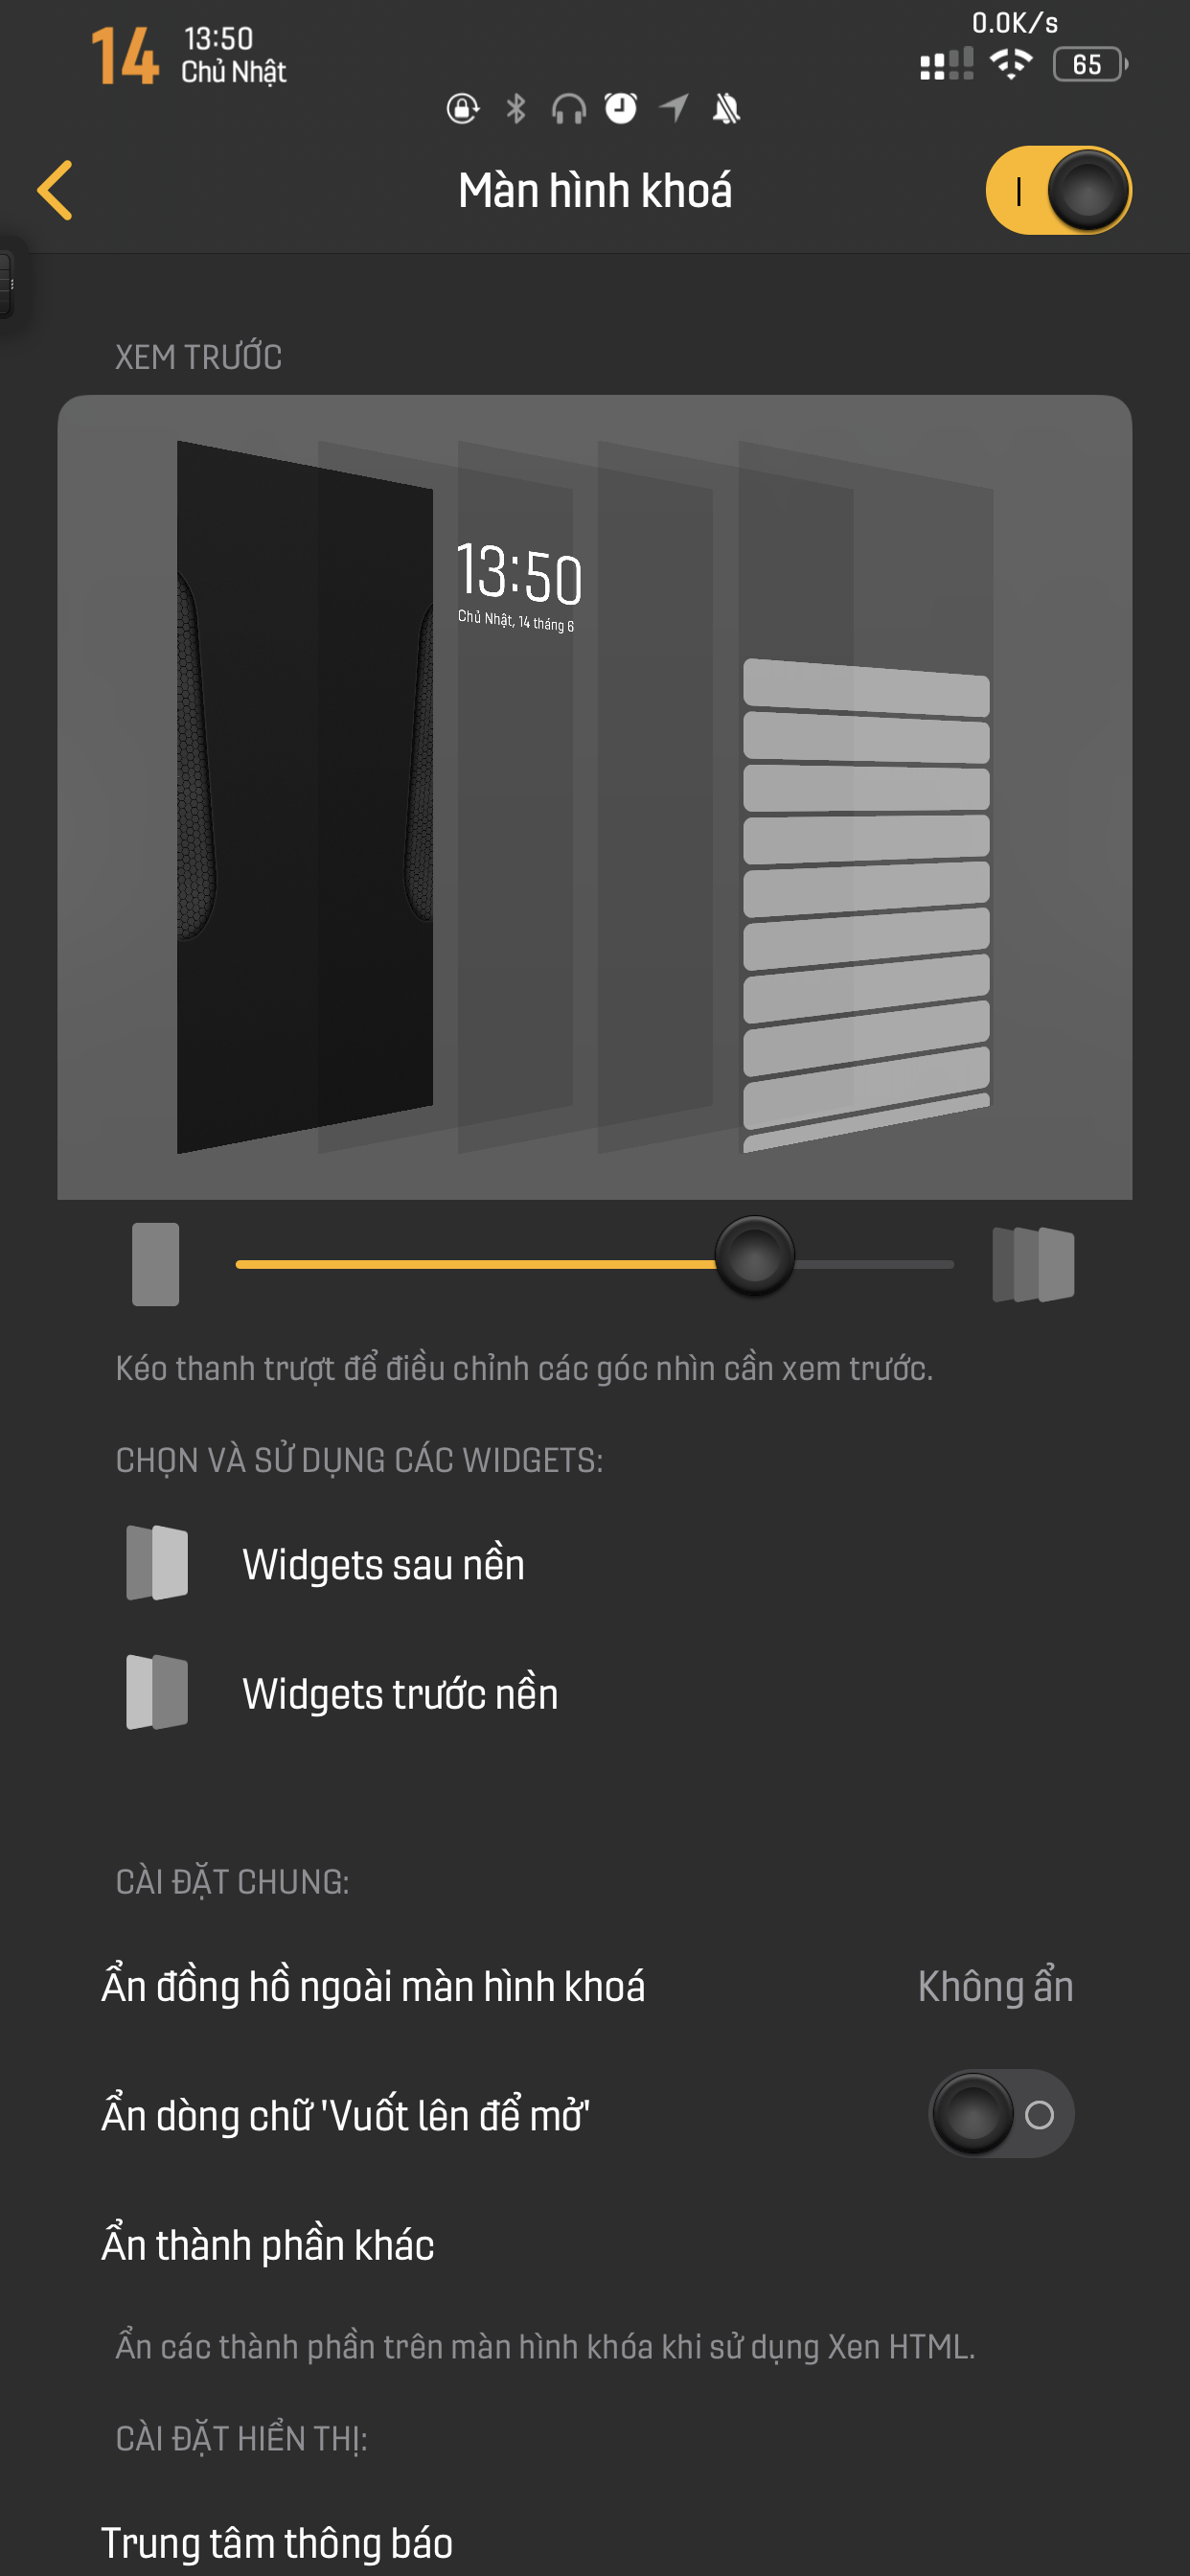 14
13:50
Chủ Nhật
0.0K/s
65
Màn hình khoá
XEM TRƯỚC
13:50
Chủ Nhật, 14 tháng 6
Kéo thanh trượt để điều chỉnh các góc nhìn cần xem trước.
CHỌN VÀ SỬ DỤNG CÁC WIDGETS:
Widgets sau nền
Widgets trước nền
CÀI ĐẶT CHUNG:
Ẩn đồng hồ ngoài màn hình khoá
Không ẩn
Ẩn dòng chữ 'Vuốt lên để mở'
Ẩn thành phần khác
Ẩn các thành phần trên màn hình khóa khi sử dụng Xen HTML.
CÀI ĐẶT HIỂN THỊ:
Trung tâm thông báo